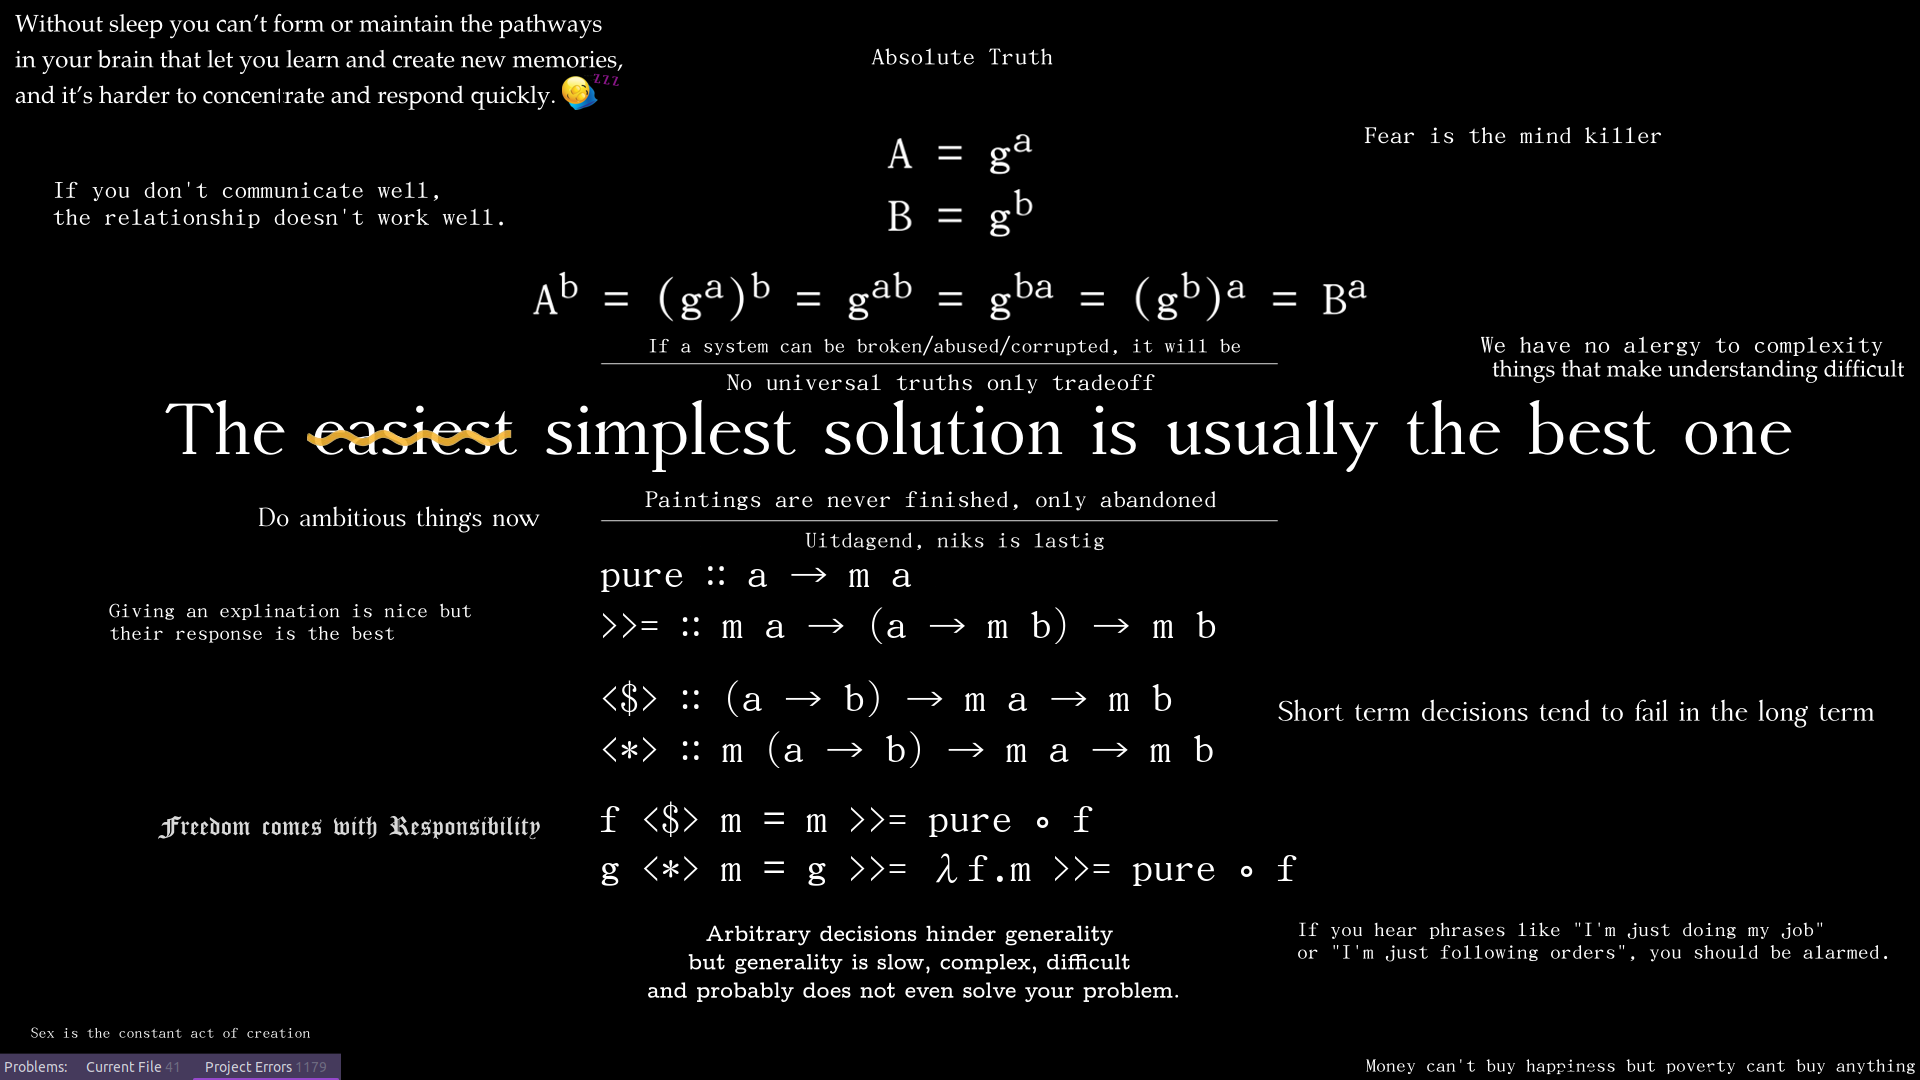 Without sleep you can’t form or maintain the pathways
in your brain that let you learn and create new memories,
and it’s harder to concentrate and respond quickly. 🥱 zzz
Absolute Truth
Fear is the mind killer
A = gᵃ
B = gᵇ
If you don't communicate well,
the relationship doesn't work well.
Aᵇ = (gᵃ)ᵇ = gᵃᵇ = gᵇᵃ = (gᵇ)ᵃ = Bᵃ
If a system can be broken/abused/corrupted, it will be
No universal truths only tradeoff
We have no alergy to complexity
things that make understanding difficult
The easiest simplest solution is usually the best one
Paintings are never finished, only abandoned
Do ambitious things now
Uitdagend, niks is lastig
pure :: a → m a
>>= :: m a → (a → m b) → m b
Giving an explination is nice but
their response is the best
<$> :: (a → b) → m a → m b
<*> :: m (a → b) → m a → m b
Short term decisions tend to fail in the long term
Freedom comes with Responsibility
f <$> m = m >>= pure ∘ f
g <*> m = g >>= λf.m >>= pure ∘ f
Arbitrary decisions hinder generality
but generality is slow, complex, difficult
and probably does not even solve your problem.
If you hear phrases like "I'm just doing my job"
or "I'm just following orders", you should be alarmed.
Sex is the constant act of creation
Problems: Current File 41 Project Errors 1179
Money can't buy happiness but poverty cant buy anything